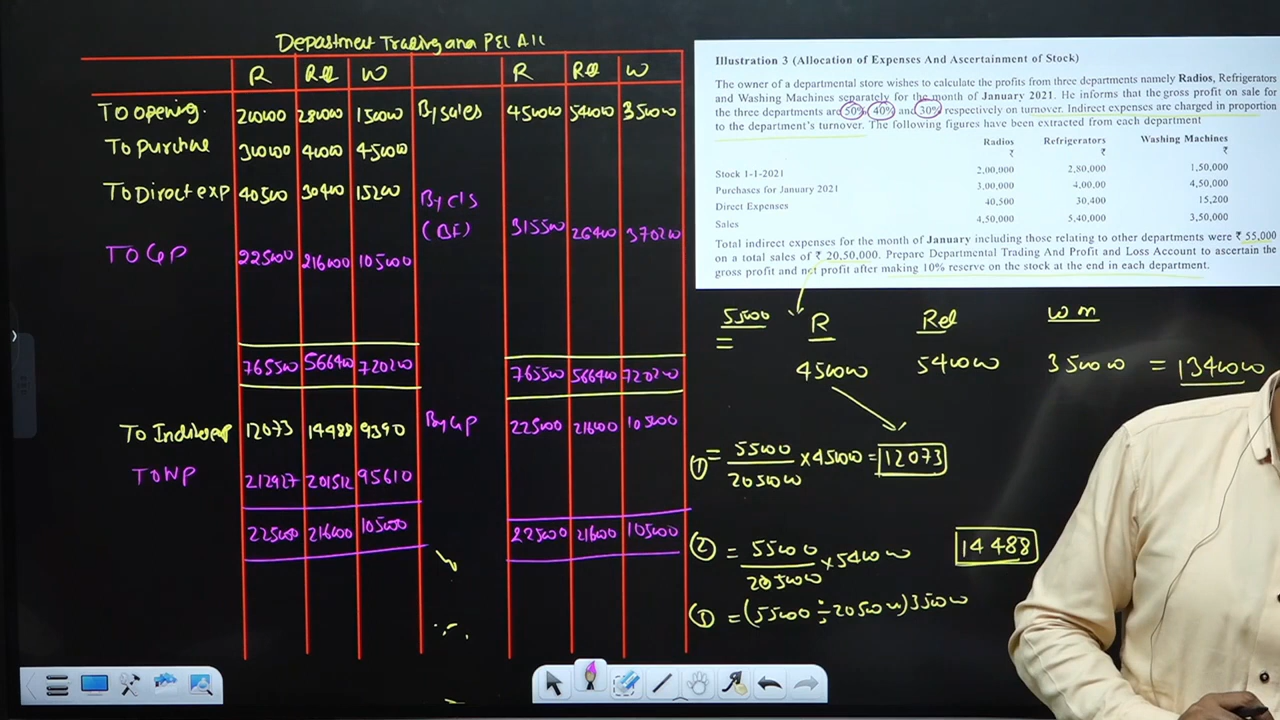 Department Trading and P&L A/c
R Ref W R Ref W
To opening. 200000 280000 150000 By sales 450000 540000 350000
To purchase 300000 40000 450000
To Direct exp 40500 30400 15200 By C/S
(BF) 315500 26400 370200
To GP 225000 216000 105000
765500 566400 720200 765500 566400 720200
To Indirexp 12073 14488 9390 By GP 225000 216000 105000
To NP 212927 201512 95610
225000 216000 105000 225000 216000 105000
Illustration 3 (Allocation of Expenses And Ascertainment of Stock)
The owner of a departmental store wishes to calculate the profits from three departments namely Radios, Refrigerators
and Washing Machines separately for the month of January 2021. He informs that the gross profit on sale for
the three departments are 50%, 40% and 30% respectively on turnover. Indirect expenses are charged in proportion
to the department's turnover. The following figures have been extracted from each department
Radios Refrigerators Washing Machines
₹ ₹ ₹
Stock 1-1-2021 2,00,000 2,80,000 1,50,000
Purchases for January 2021 3,00,000 4,00,00 4,50,000
Direct Expenses 40,500 30,400 15,200
Sales 4,50,000 5,40,000 3,50,000
Total indirect expenses for the month of January including those relating to other departments were ₹ 55,000
on a total sales of ₹ 20,50,000. Prepare Departmental Trading And Profit and Loss Account to ascertain the
gross profit and net profit after making 10% reserve on the stock at the end in each department.
55000 R Ref W m
=
450000 540000 350000 = 1340000
① = 55000 / 2050000 × 45000 = 12073
② = 55000 / 2050000 × 540000 14488
① = (55000 ÷ 2050000) 350000